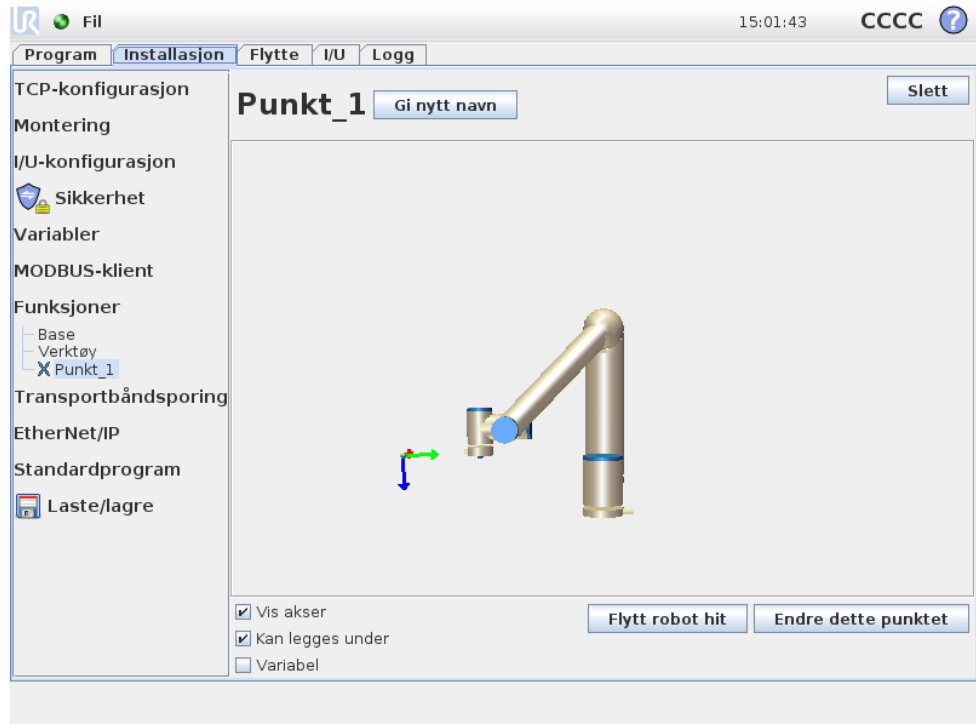 UR Fil 15:01:43 CCCC ?
Program Installasjon Flytte I/U Logg
TCP-konfigurasjon
Montering
I/U-konfigurasjon
Sikkerhet
Variabler
MODBUS-klient
Funksjoner
Base
Verktøy
Punkt_1
Transportbåndsporing
EtherNet/IP
Standardprogram
Laste/lagre
Punkt_1 Gi nytt navn Slett
Vis akser
Kan legges under
Variabel
Flytt robot hit Endre dette punktet